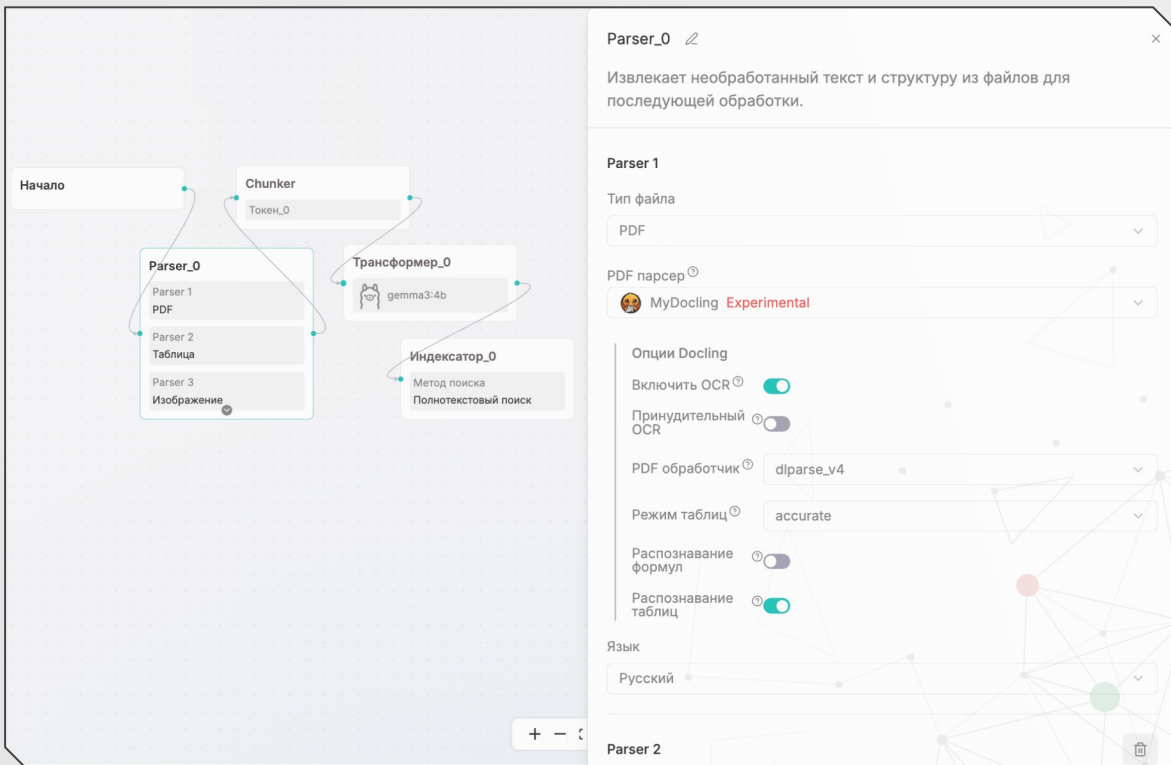 Начало
Chunker
Токен_0
Parser_0
Parser 1
PDF
Parser 2
Таблица
Parser 3
Изображение
Трансформер_0
gemma3:4b
Индексатор_0
Метод поиска
Полнотекстовый поиск
Parser_0
Извлекает необработанный текст и структуру из файлов для
последующей обработки.
Parser 1
Тип файла
PDF
PDF парсер
MyDocling Experimental
Опции Docling
Включить OCR
Принудительный
OCR
PDF обработчик dlparse_v4
Режим таблиц accurate
Распознавание
формул
Распознавание
таблиц
Язык
Русский
Parser 2